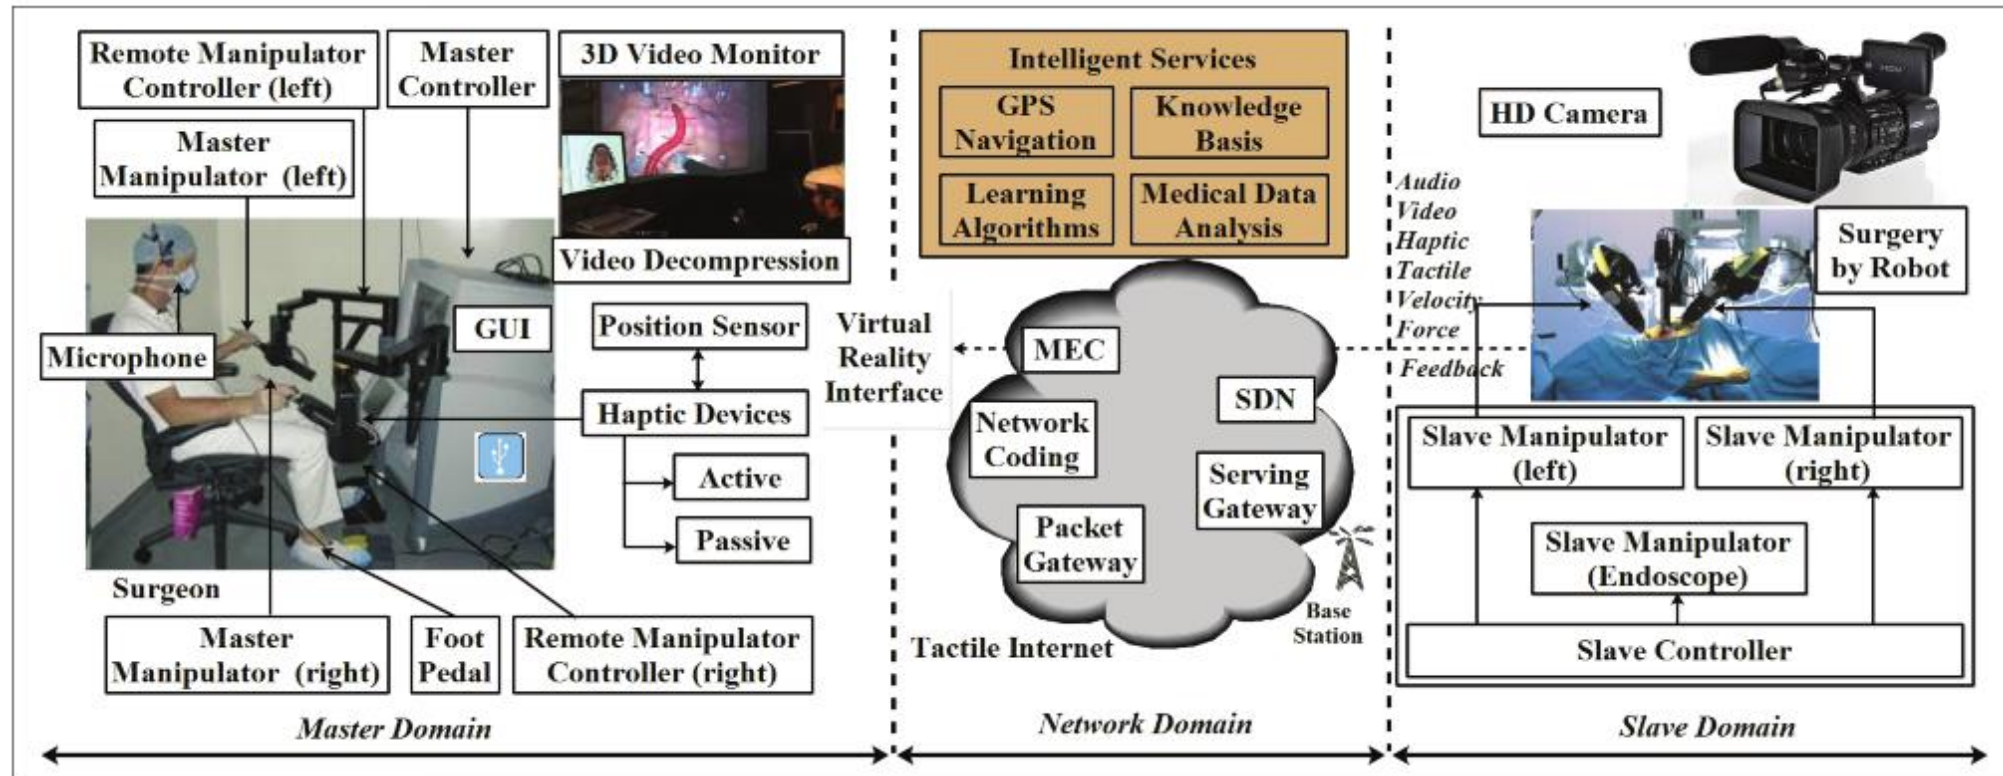 Remote Manipulator
Controller (left)
Master
Controller
3D Video Monitor
Master
Manipulator (left)
Video Decompression
Microphone
GUI
Position Sensor
Haptic Devices
Active
Passive
Surgeon
Master
Manipulator (right)
Foot
Pedal
Remote Manipulator
Controller (right)
Master Domain
Virtual
Reality
Interface
Intelligent Services
GPS
Navigation
Knowledge
Basis
Learning
Algorithms
Medical Data
Analysis
MEC
SDN
Network
Coding
Serving
Gateway
Packet
Gateway
Base
Station
Tactile Internet
Network Domain
HD Camera
Audio
Video
Haptic
Tactile
Velocity
Force
Feedback
Surgery
by Robot
Slave Manipulator
(left)
Slave Manipulator
(right)
Slave Manipulator
(Endoscope)
Slave Controller
Slave Domain